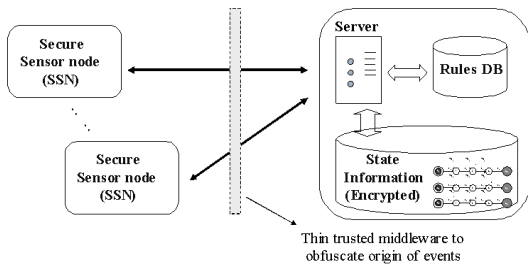 Secure
Sensor node
(SSN)
Secure
Sensor node
(SSN)
Server
Rules DB
State
Information
(Encrypted)
Thin trusted middleware to
obfuscate origin of events